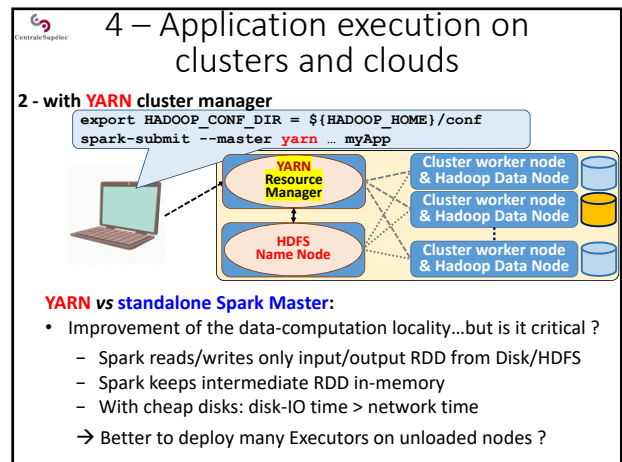 CentraleSupélec
4 – Application execution on
clusters and clouds
2 - with YARN cluster manager
export HADOOP_CONF_DIR = ${HADOOP_HOME}/conf
spark-submit --master yarn … myApp
YARN
Resource
Manager
HDFS
Name Node
Cluster worker node
& Hadoop Data Node
Cluster worker node
& Hadoop Data Node
Cluster worker node
& Hadoop Data Node
YARN vs standalone Spark Master:
• Improvement of the data-computation locality…but is it critical ?
− Spark reads/writes only input/output RDD from Disk/HDFS
− Spark keeps intermediate RDD in-memory
− With cheap disks: disk-IO time > network time
→ Better to deploy many Executors on unloaded nodes ?